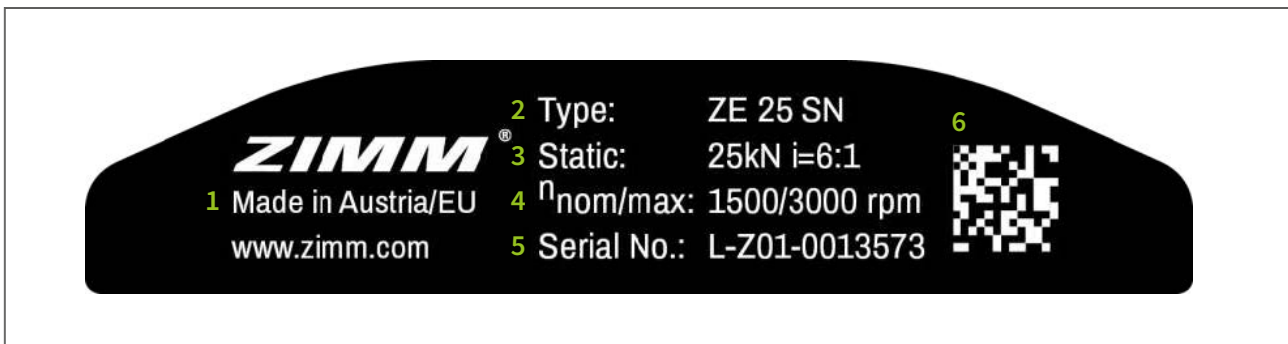 ZIMM®
1 Made in Austria/EU
www.zimm.com
2 Type: ZE 25 SN
3 Static: 25kN i=6:1
4 nnom/max: 1500/3000 rpm
5 Serial No.: L-Z01-0013573
6